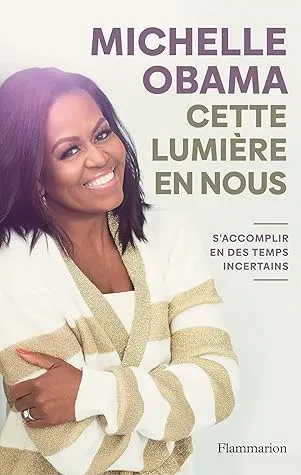 MICHELLE
OBAMA
CETTE
LUMIÈRE
EN NOUS
S'ACCOMPLIR
EN DES TEMPS
INCERTAINS
Flammarion